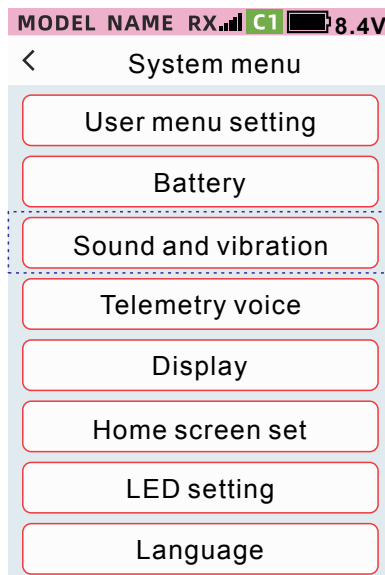 MODEL NAME RX C1 8.4V
< System menu
User menu setting
Battery
Sound and vibration
Telemetry voice
Display
Home screen set
LED setting
Language